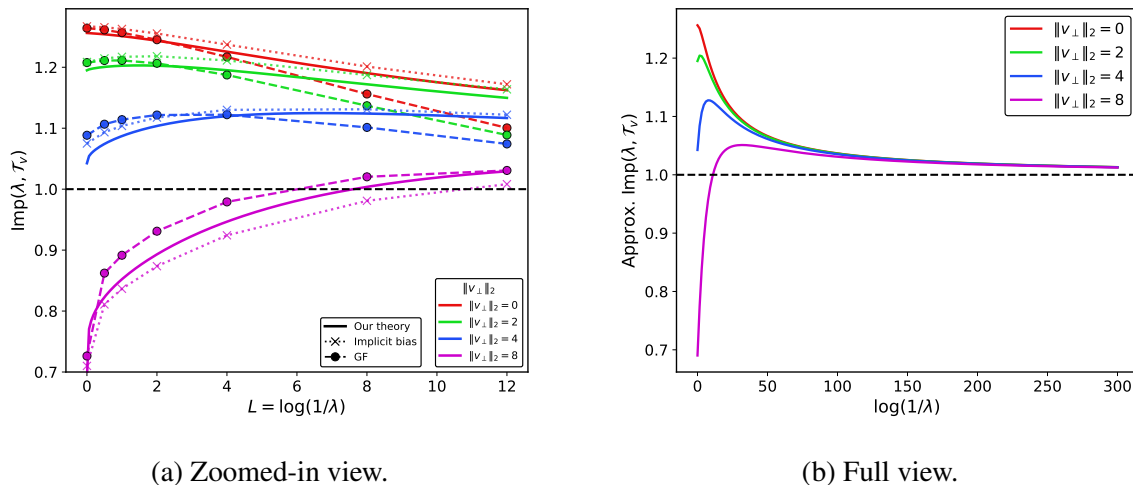 Imp(λ, 𝒯ᵥ)
1.2
1.1
1.0
0.9
0.8
0.7
0
2
4
6
8
10
12
L = log(1/λ)
Our theory
Implicit bias
GF
‖v⊥‖₂
‖v⊥‖₂ = 0
‖v⊥‖₂ = 2
‖v⊥‖₂ = 4
‖v⊥‖₂ = 8
(a) Zoomed-in view.
Approx. Imp(λ, 𝒯ᵥ)
1.2
1.1
1.0
0.9
0.8
0.7
0
50
100
150
200
250
300
log(1/λ)
‖v⊥‖₂ = 0
‖v⊥‖₂ = 2
‖v⊥‖₂ = 4
‖v⊥‖₂ = 8
(b) Full view.